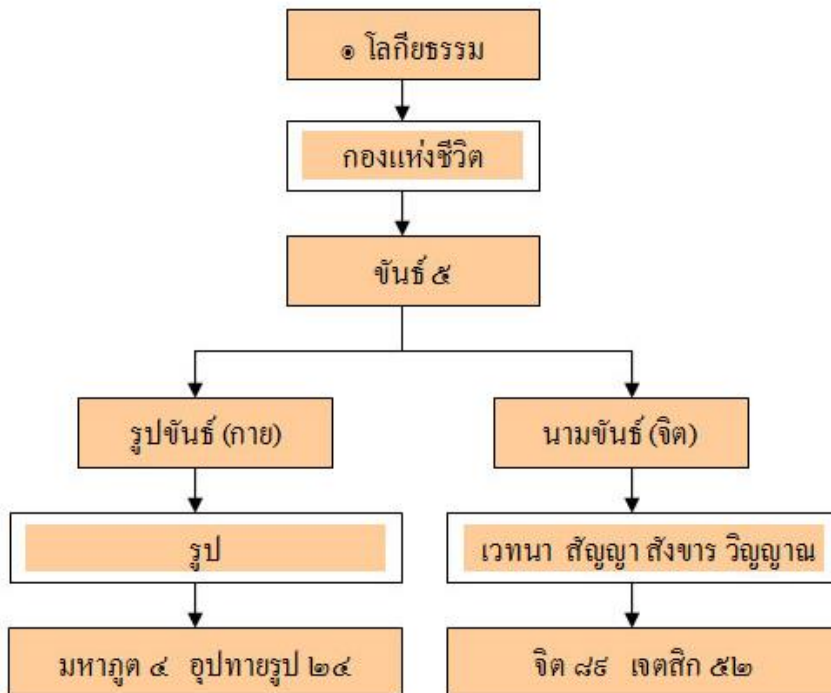 ๑ โลกียธรรม
กองแห่งชีวิต
ขันธ์ ๕
รูปขันธ์ (กาย)
นามขันธ์ (จิต)
รูป
เวทนา สัญญา สังขาร วิญญาณ
มหาภูต ๔ อุปทายรูป ๒๔
จิต ๘๙ เจตสิก ๕๒